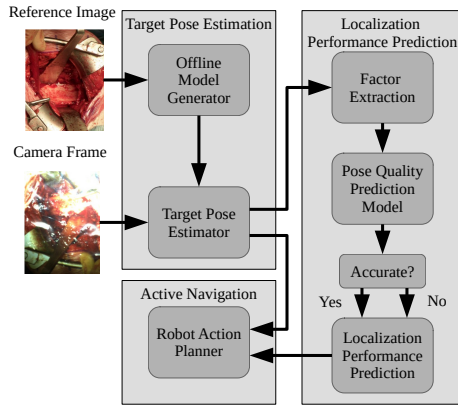 Reference Image
Camera Frame
Target Pose Estimation
Offline
Model
Generator
Target Pose
Estimator
Active Navigation
Robot Action
Planner
Localization
Performance Prediction
Factor
Extraction
Pose Quality
Prediction
Model
Accurate?
Yes
No
Localization
Performance
Prediction